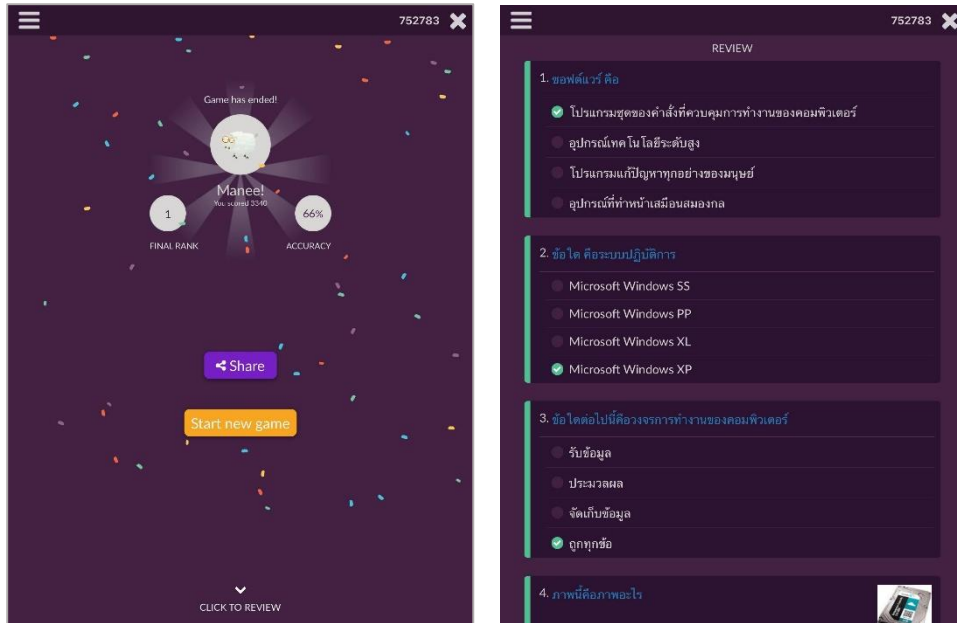 752783
Game has ended!
Manee!
You scored 3340
1
66%
FINAL RANK
ACCURACY
Share
Start new game
CLICK TO REVIEW
752783
REVIEW
1. ซอฟต์แวร์ คือ
โปรแกรมชุดของคำสั่งที่ควบคุมการทำงานของคอมพิวเตอร์
อุปกรณ์เทคโนโลยีระดับสูง
โปรแกรมแก้ปัญหาทุกอย่างของมนุษย์
อุปกรณ์ที่ทำหน้าเสมือนสมองกล
2. ข้อใด คือระบบปฏิบัติการ
Microsoft Windows SS
Microsoft Windows PP
Microsoft Windows XL
Microsoft Windows XP
3. ข้อใดต่อไปนี้คือวงจรการทำงานของคอมพิวเตอร์
รับข้อมูล
ประมวลผล
จัดเก็บข้อมูล
ถูกทุกข้อ
4. ภาพนี้คือภาพอะไร